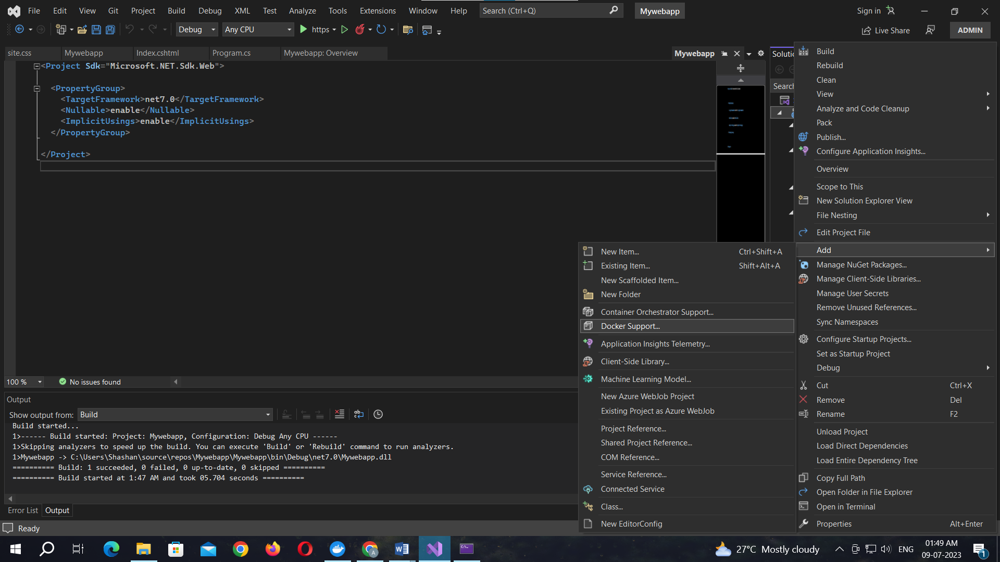 File Edit View Git Project Build Debug XML Test Analyze Tools Extensions Window Help Search (Ctrl+Q) Mywebapp Sign in
Debug Any CPU https Live Share ADMIN
site.css Mywebapp Index.cshtml Program.cs Mywebapp: Overview Mywebapp
<Project Sdk="Microsoft.NET.Sdk.Web">
<PropertyGroup>
<TargetFramework>net7.0</TargetFramework>
<Nullable>enable</Nullable>
<ImplicitUsings>enable</ImplicitUsings>
</PropertyGroup>
</Project>
100 % No issues found
Output
Show output from: Build
Build started...
1>------ Build started: Project: Mywebapp, Configuration: Debug Any CPU ------
1>Skipping analyzers to speed up the build. You can execute 'Build' or 'Rebuild' command to run analyzers.
1>Mywebapp -> C:\Users\Shashan\source\repos\Mywebapp\Mywebapp\bin\Debug\net7.0\Mywebapp.dll
========== Build: 1 succeeded, 0 failed, 0 up-to-date, 0 skipped ==========
========== Build started at 1:47 AM and took 05.704 seconds ==========
Error List Output
Ready
New Item... Ctrl+Shift+A
Existing Item... Shift+Alt+A
New Scaffolded Item...
New Folder
Container Orchestrator Support...
Docker Support...
Application Insights Telemetry...
Client-Side Library...
Machine Learning Model...
New Azure WebJob Project
Existing Project as Azure WebJob
Project Reference...
Shared Project Reference...
COM Reference...
Service Reference...
Connected Service
Class...
New EditorConfig
Search
Build
Rebuild
Clean
View
Analyze and Code Cleanup
Pack
Publish...
Configure Application Insights...
Overview
Scope to This
New Solution Explorer View
File Nesting
Edit Project File
Add
Manage NuGet Packages...
Manage Client-Side Libraries...
Manage User Secrets
Remove Unused References...
Sync Namespaces
Configure Startup Projects...
Set as Startup Project
Debug
Cut Ctrl+X
Remove Del
Rename F2
Unload Project
Load Direct Dependencies
Load Entire Dependency Tree
Copy Full Path
Open Folder in File Explorer
Open in Terminal
Properties Alt+Enter
27°C Mostly cloudy ENG 01:49 AM
09-07-2023 1